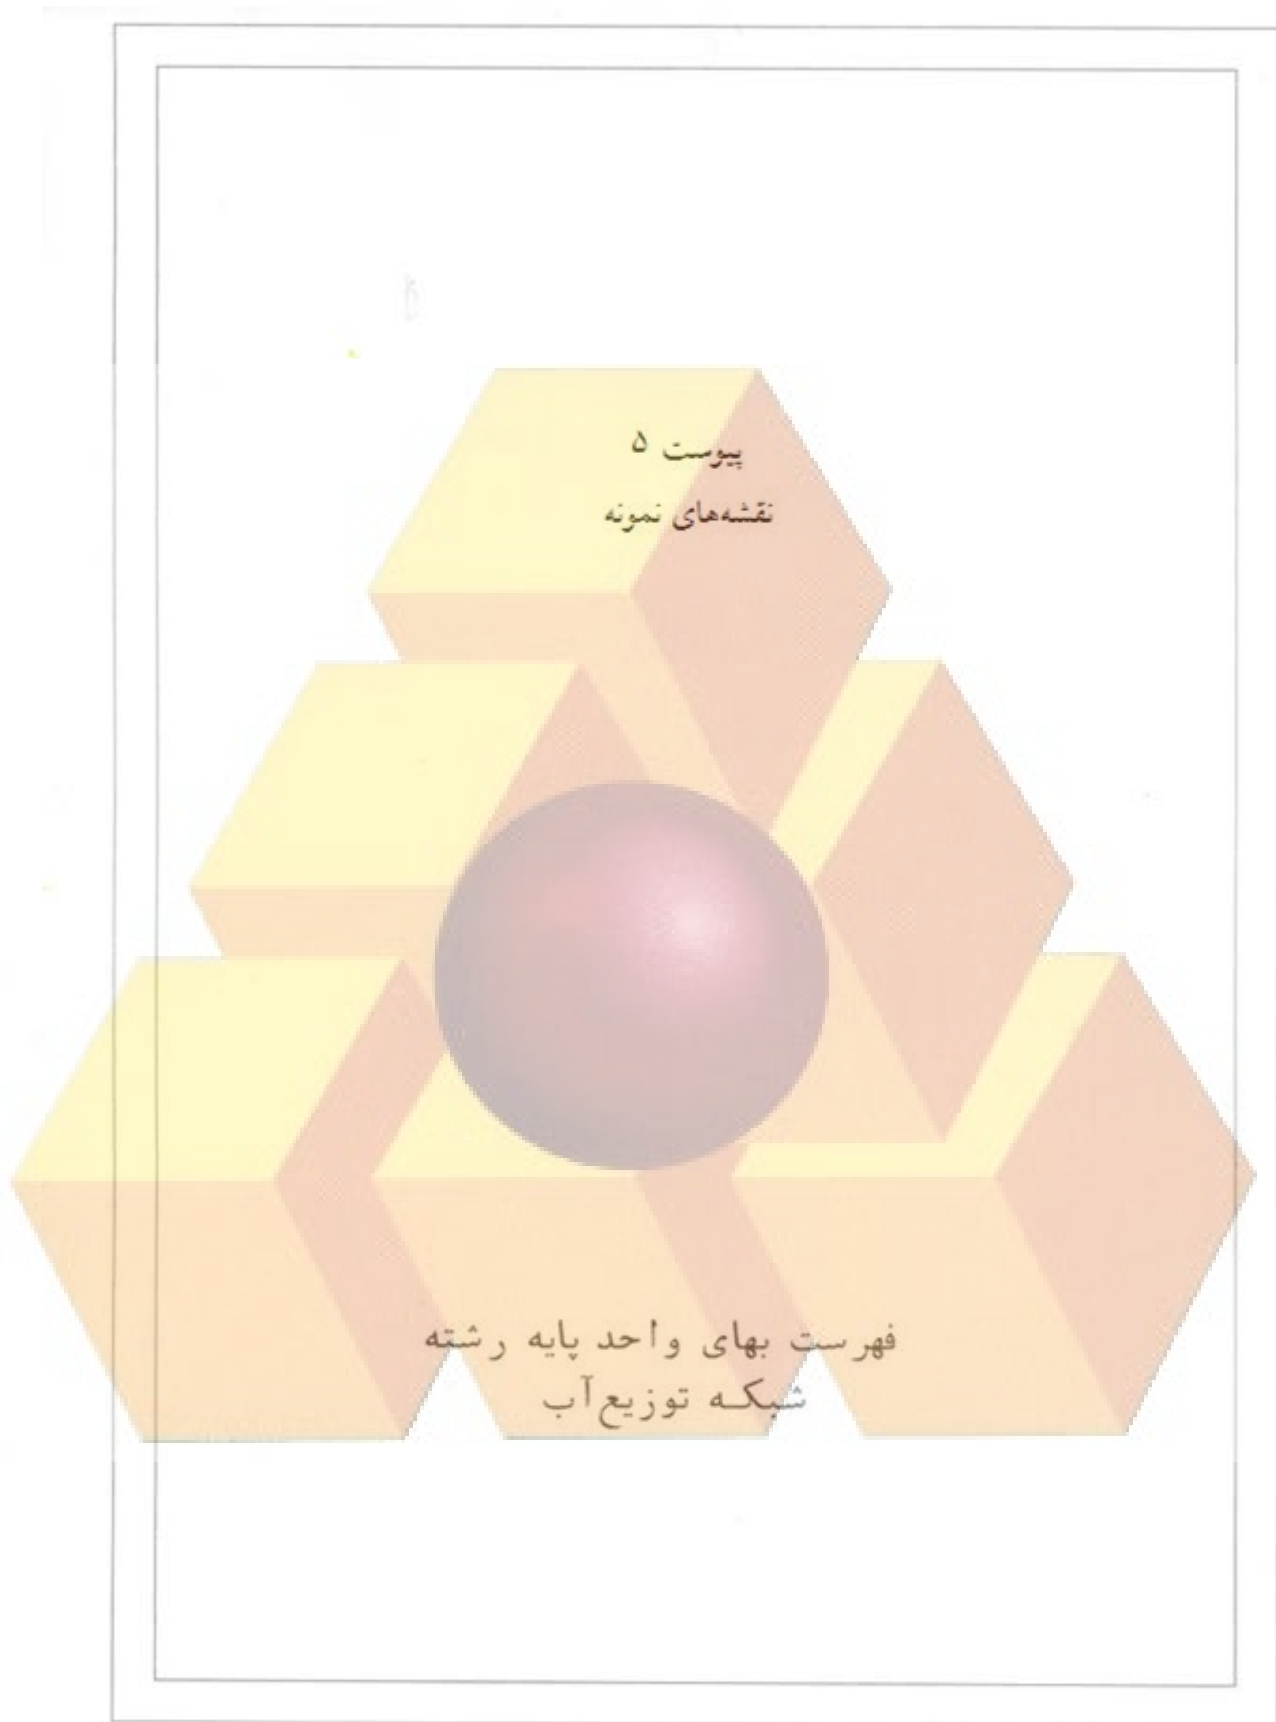 پیوست ۵
نقشه‌های نمونه
فهرست بهای واحد پایه رشته
شبکه توزیع آب